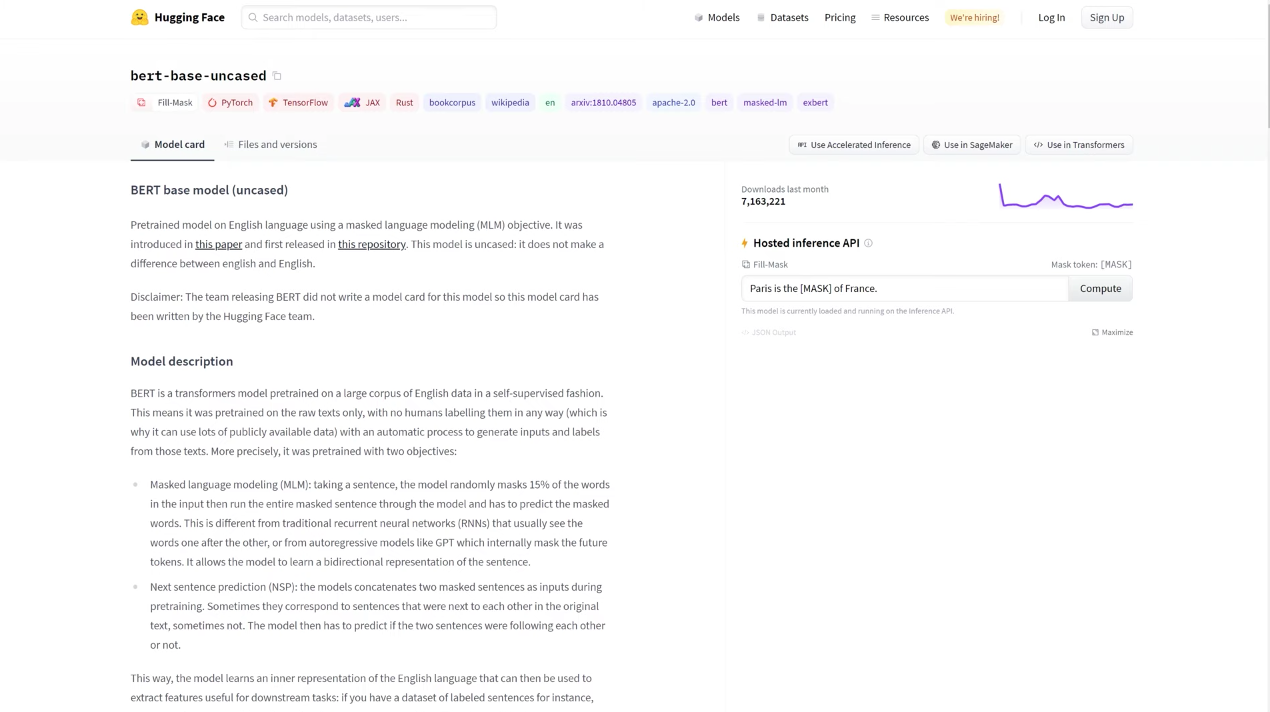 Hugging Face
Search models, datasets, users...
Models
Datasets
Pricing
Resources
We're hiring!
Log In
Sign Up
bert-base-uncased
Fill-Mask
PyTorch
TensorFlow
JAX
Rust
bookcorpus
wikipedia
en
arxiv:1810.04805
apache-2.0
bert
masked-lm
exbert
Model card
Files and versions
Use Accelerated Inference
Use in SageMaker
Use in Transformers
BERT base model (uncased)
Pretrained model on English language using a masked language modeling (MLM) objective. It was
introduced in this paper and first released in this repository. This model is uncased: it does not make a
difference between english and English.
Disclaimer: The team releasing BERT did not write a model card for this model so this model card has
been written by the Hugging Face team.
Model description
BERT is a transformers model pretrained on a large corpus of English data in a self-supervised fashion.
This means it was pretrained on the raw texts only, with no humans labelling them in any way (which is
why it can use lots of publicly available data) with an automatic process to generate inputs and labels
from those texts. More precisely, it was pretrained with two objectives:
Masked language modeling (MLM): taking a sentence, the model randomly masks 15% of the words
in the input then run the entire masked sentence through the model and has to predict the masked
words. This is different from traditional recurrent neural networks (RNNs) that usually see the
words one after the other, or from autoregressive models like GPT which internally mask the future
tokens. It allows the model to learn a bidirectional representation of the sentence.
Next sentence prediction (NSP): the models concatenates two masked sentences as inputs during
pretraining. Sometimes they correspond to sentences that were next to each other in the original
text, sometimes not. The model then has to predict if the two sentences were following each other
or not.
This way, the model learns an inner representation of the English language that can then be used to
extract features useful for downstream tasks: if you have a dataset of labeled sentences for instance,
Downloads last month
7,163,221
Hosted inference API
Fill-Mask
Mask token: [MASK]
Paris is the [MASK] of France.
Compute
This model is currently loaded and running on the Inference API.
JSON Output
Maximize